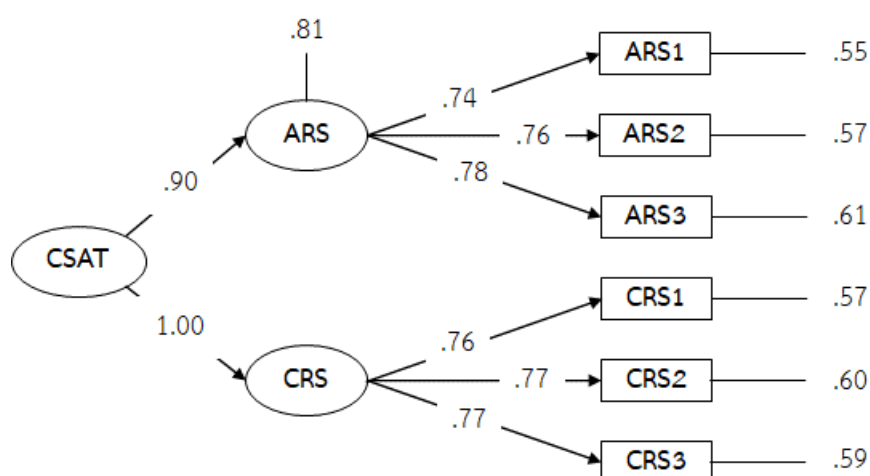 .81
ARS1
.55
.74
ARS
.76
ARS2
.57
.78
.90
ARS3
.61
CSAT
CRS1
.57
1.00
.76
CRS
.77
CRS2
.60
.77
CRS3
.59